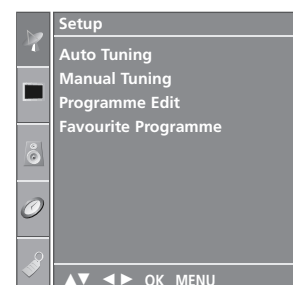 Setup
Auto Tuning
Manual Tuning
Programme Edit
Favourite Programme
▲▼ ◄► OK MENU